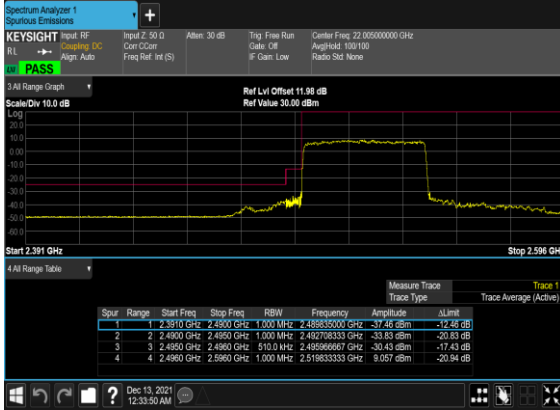 Spectrum Analyzer 1
Spurious Emissions
KEYSIGHT
Input: RF
Input Z: 50 Ω
Atten: 30 dB
Trig: Free Run
Center Freq: 22.005000000 GHz
RL
Coupling: DC
Corr CCorr
Gate: Off
Avg|Hold: 100/100
Align: Auto
Freq Ref: Int (S)
IF Gain: Low
Radio Std: None
PASS
3 All Range Graph
Ref Lvl Offset 11.98 dB
Scale/Div 10.0 dB
Ref Value 30.00 dBm
Log
20.0
10.0
0.00
-10.0
-20.0
-30.0
-40.0
-50.0
-60.0
Start 2.391 GHz
Stop 2.596 GH
4 All Range Table
Measure Trace Trace 1
Trace Type Trace Average (Active)
Spur Range Start Freq Stop Freq RBW Frequency Amplitude ΔLimit
1 1 2.3910 GHz 2.4900 GHz 1.000 MHz 2.489835000 GHz -37.46 dBm -12.46 dB
2 2 2.4900 GHz 2.4950 GHz 1.000 MHz 2.492708333 GHz -33.83 dBm -20.83 dB
3 3 2.4950 GHz 2.4960 GHz 510.0 kHz 2.495966667 GHz -30.43 dBm -17.43 dB
4 4 2.4960 GHz 2.5960 GHz 1.000 MHz 2.519833333 GHz 9.057 dBm -20.94 dB
Dec 13, 2021
12:33:50 AM